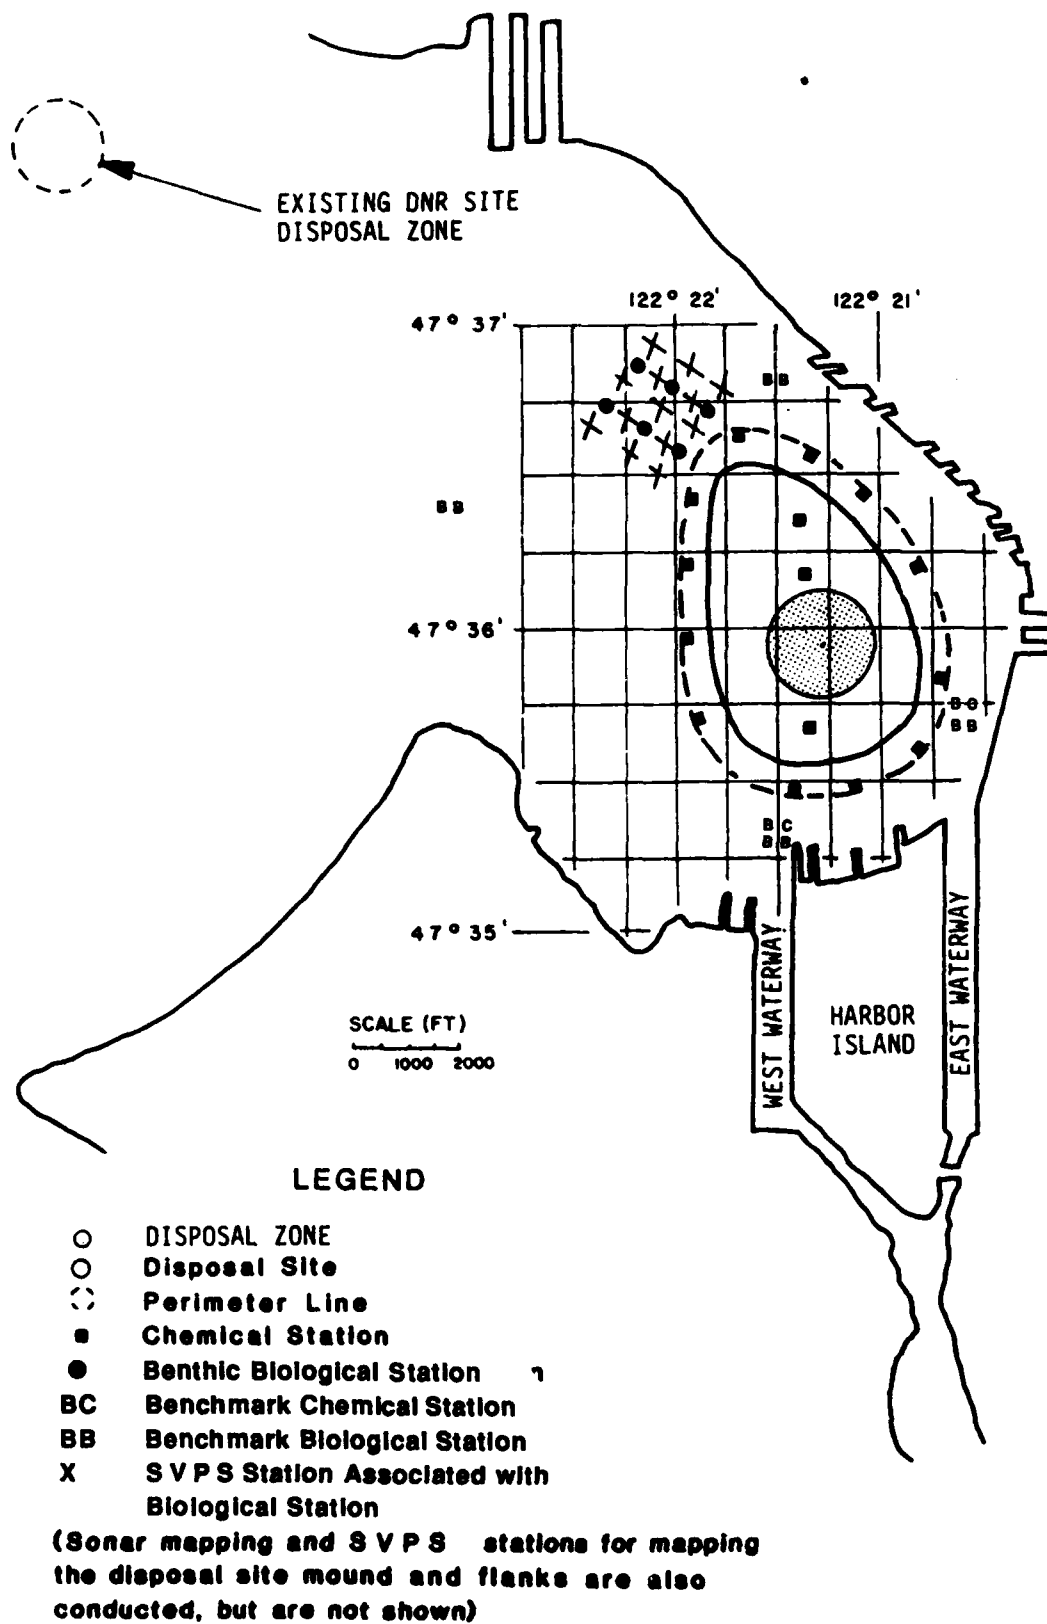 EXISTING DNR SITE
DISPOSAL ZONE
122° 22'
122° 21'
47° 37'
BB
BB
47° 36'
BC
BB
BC
BB
47° 35'
SCALE (FT)
0 1000 2000
WEST WATERWAY
HARBOR
ISLAND
EAST WATERWAY
LEGEND
DISPOSAL ZONE
Disposal Site
Perimeter Line
Chemical Station
Benthic Biological Station
BC Benchmark Chemical Station
BB Benchmark Biological Station
X SVPS Station Associated with
Biological Station
(Sonar mapping and SVPS stations for mapping
the disposal site mound and flanks are also
conducted, but are not shown)